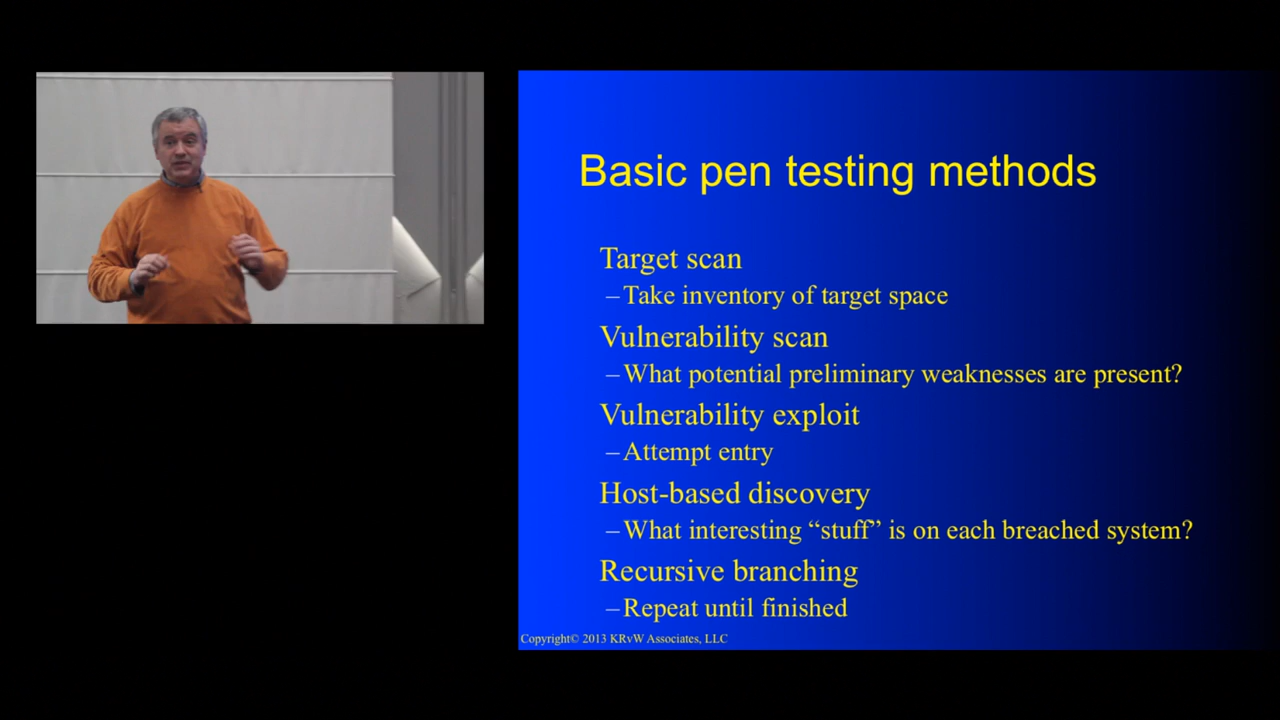 Basic pen testing methods
Target scan
–Take inventory of target space
Vulnerability scan
–What potential preliminary weaknesses are present?
Vulnerability exploit
–Attempt entry
Host-based discovery
–What interesting “stuff” is on each breached system?
Recursive branching
–Repeat until finished
Copyright© 2013 KRvW Associates, LLC